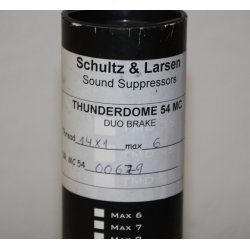 Schultz & Larsen
Sound Suppressors
THUNDERDOME 54 MC
DUO BRAKE
14X1 max 6
MC 54 00679
MAX 6
MAX 7